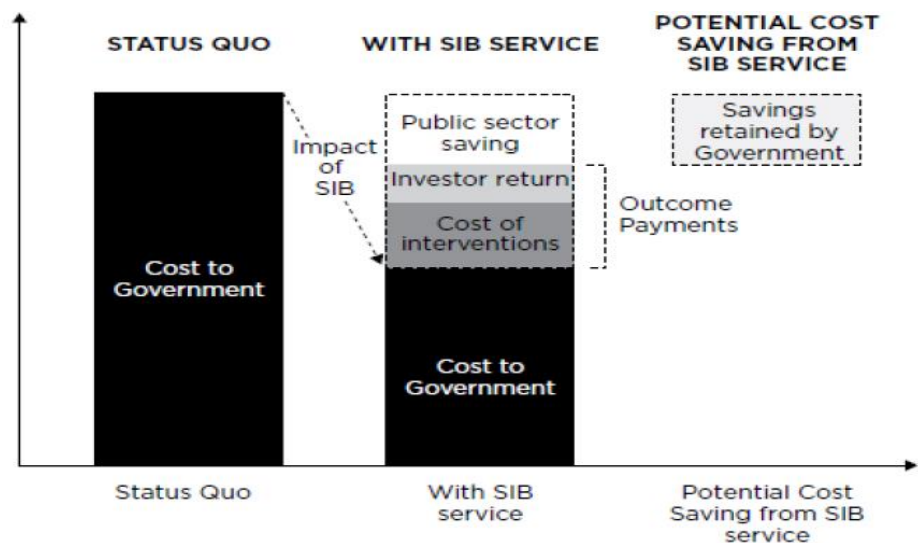 STATUS QUO
WITH SIB SERVICE
POTENTIAL COST
SAVING FROM
SIB SERVICE
Cost to
Government
Impact
of
SIB
Public sector
saving
Investor return
Cost of
interventions
Cost to
Government
Outcome
Payments
Savings
retained by
Government
Status Quo
With SIB
service
Potential Cost
Saving from SIB
service